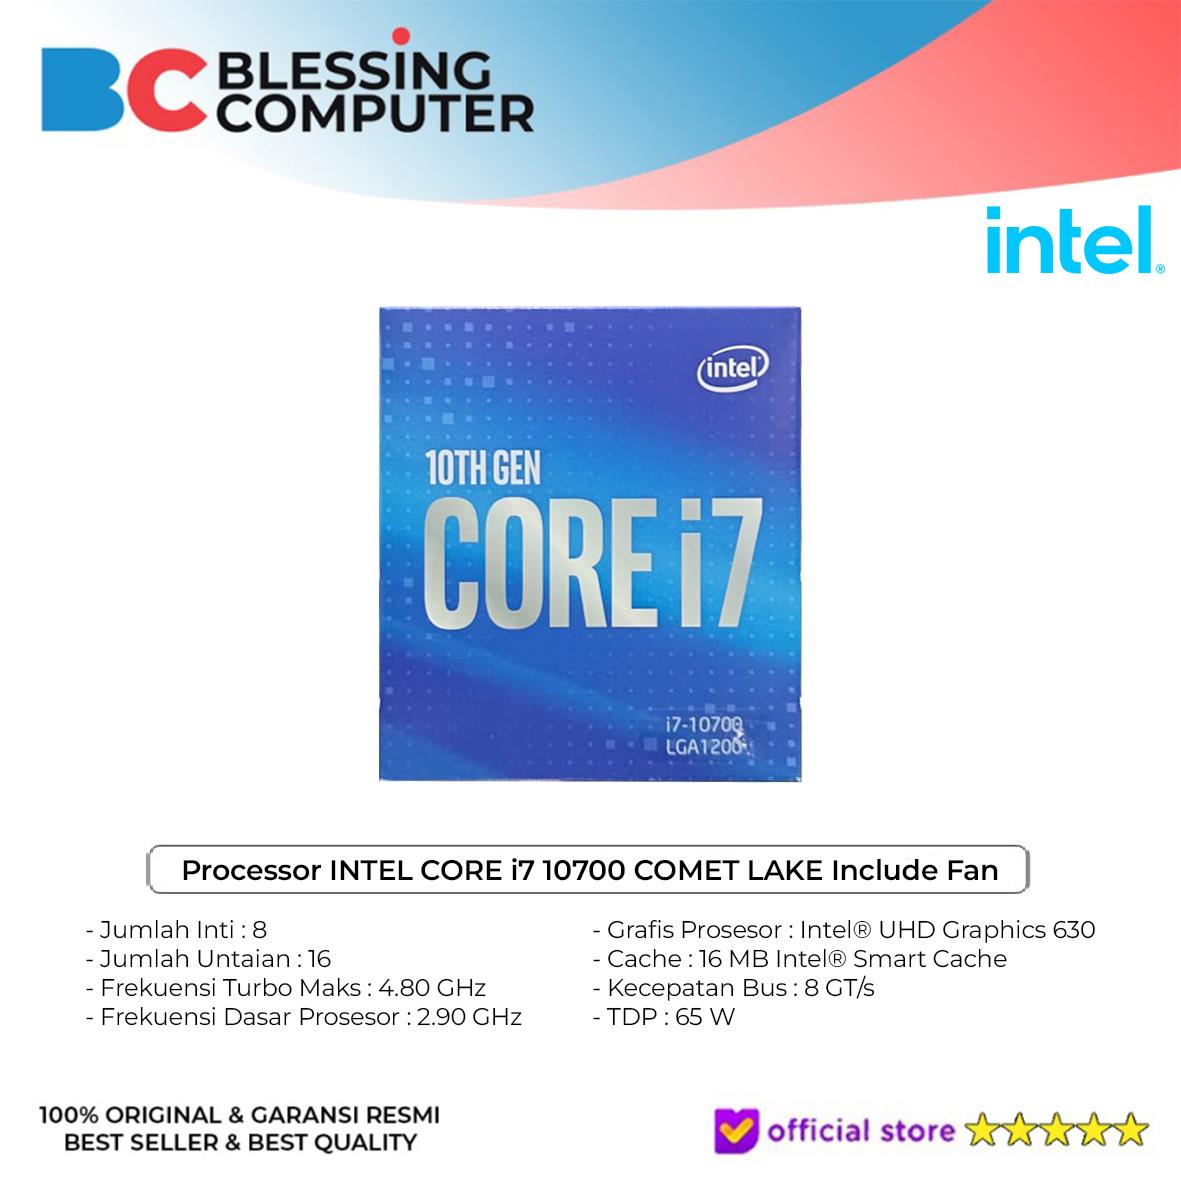 BC BLESSING
COMPUTER
intel®
intel
10TH GEN
CORE i7
i7-10700
LGA1200
Processor INTEL CORE i7 10700 COMET LAKE Include Fan
- Jumlah Inti : 8
- Jumlah Untaian : 16
- Frekuensi Turbo Maks : 4.80 GHz
- Frekuensi Dasar Prosesor : 2.90 GHz
- Grafis Prosesor : Intel® UHD Graphics 630
- Cache : 16 MB Intel® Smart Cache
- Kecepatan Bus : 8 GT/s
- TDP : 65 W
100% ORIGINAL & GARANSI RESMI
BEST SELLER & BEST QUALITY
official store